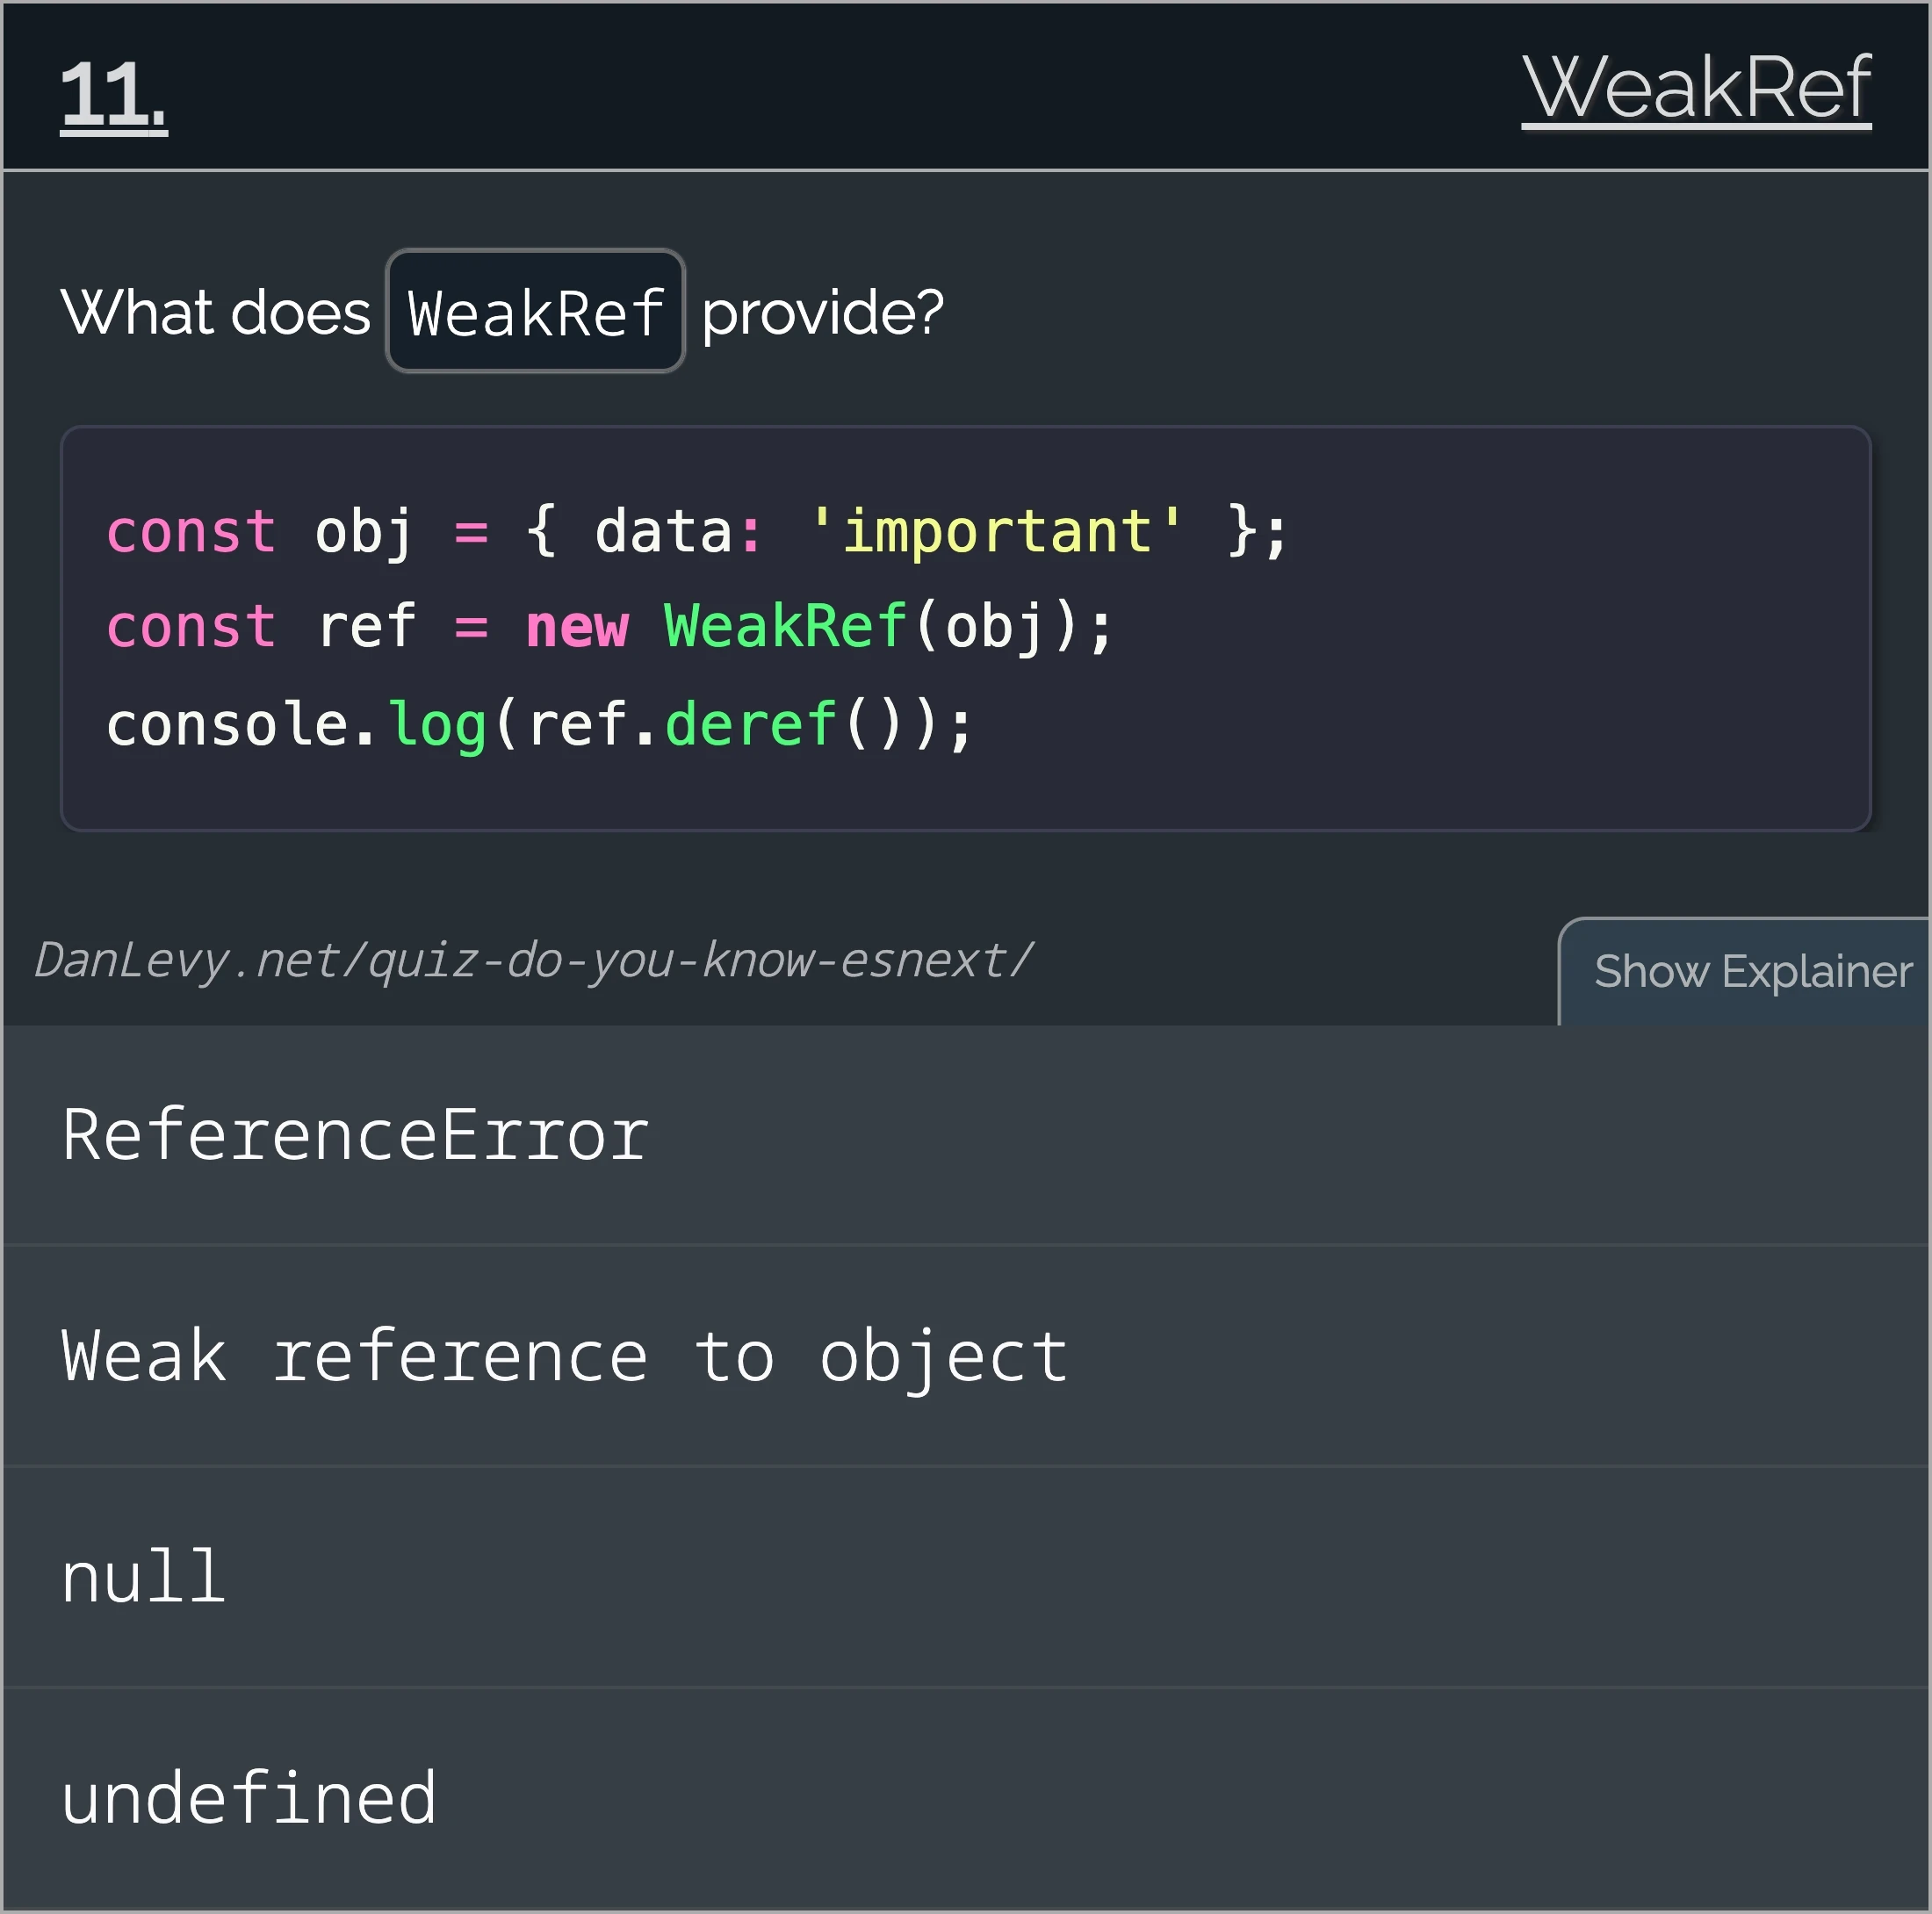 11. WeakRef
What does WeakRef provide?
const obj = { data: 'important' };
const ref = new WeakRef(obj);
console.log(ref.deref());
DanLevy.net/quiz-do-you-know-esnext/
Show Explainer
ReferenceError
Weak reference to object
null
undefined